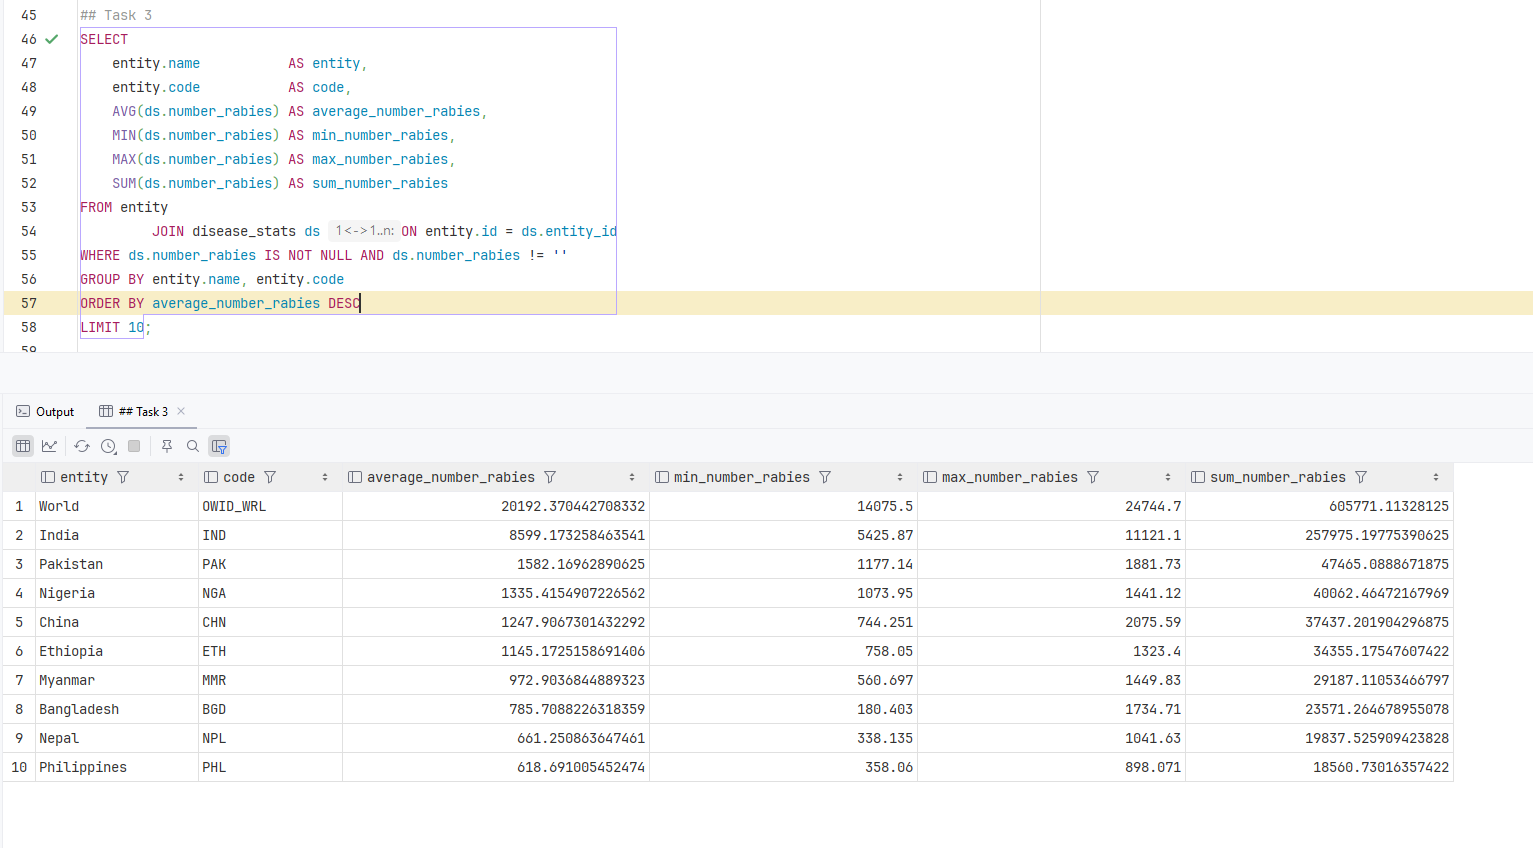 45 ## Task 3
46 SELECT
47 entity.name AS entity,
48 entity.code AS code,
49 AVG(ds.number_rabies) AS average_number_rabies,
50 MIN(ds.number_rabies) AS min_number_rabies,
51 MAX(ds.number_rabies) AS max_number_rabies,
52 SUM(ds.number_rabies) AS sum_number_rabies
53 FROM entity
54 JOIN disease_stats ds 1<->1..n: ON entity.id = ds.entity_id
55 WHERE ds.number_rabies IS NOT NULL AND ds.number_rabies != ''
56 GROUP BY entity.name, entity.code
57 ORDER BY average_number_rabies DESC
58 LIMIT 10;
59
Output ## Task 3
entity code average_number_rabies min_number_rabies max_number_rabies sum_number_rabies
1 World OWID_WRL 20192.370442708332 14075.5 24744.7 605771.11328125
2 India IND 8599.173258463541 5425.87 11121.1 257975.19775390625
3 Pakistan PAK 1582.16962890625 1177.14 1881.73 47465.0888671875
4 Nigeria NGA 1335.4154907226562 1073.95 1441.12 40062.46472167969
5 China CHN 1247.9067301432292 744.251 2075.59 37437.201904296875
6 Ethiopia ETH 1145.1725158691406 758.05 1323.4 34355.17547607422
7 Myanmar MMR 972.9036844889323 560.697 1449.83 29187.11053466797
8 Bangladesh BGD 785.7088226318359 180.403 1734.71 23571.264678955078
9 Nepal NPL 661.250863647461 338.135 1041.63 19837.525909423828
10 Philippines PHL 618.691005452474 358.06 898.071 18560.73016357422